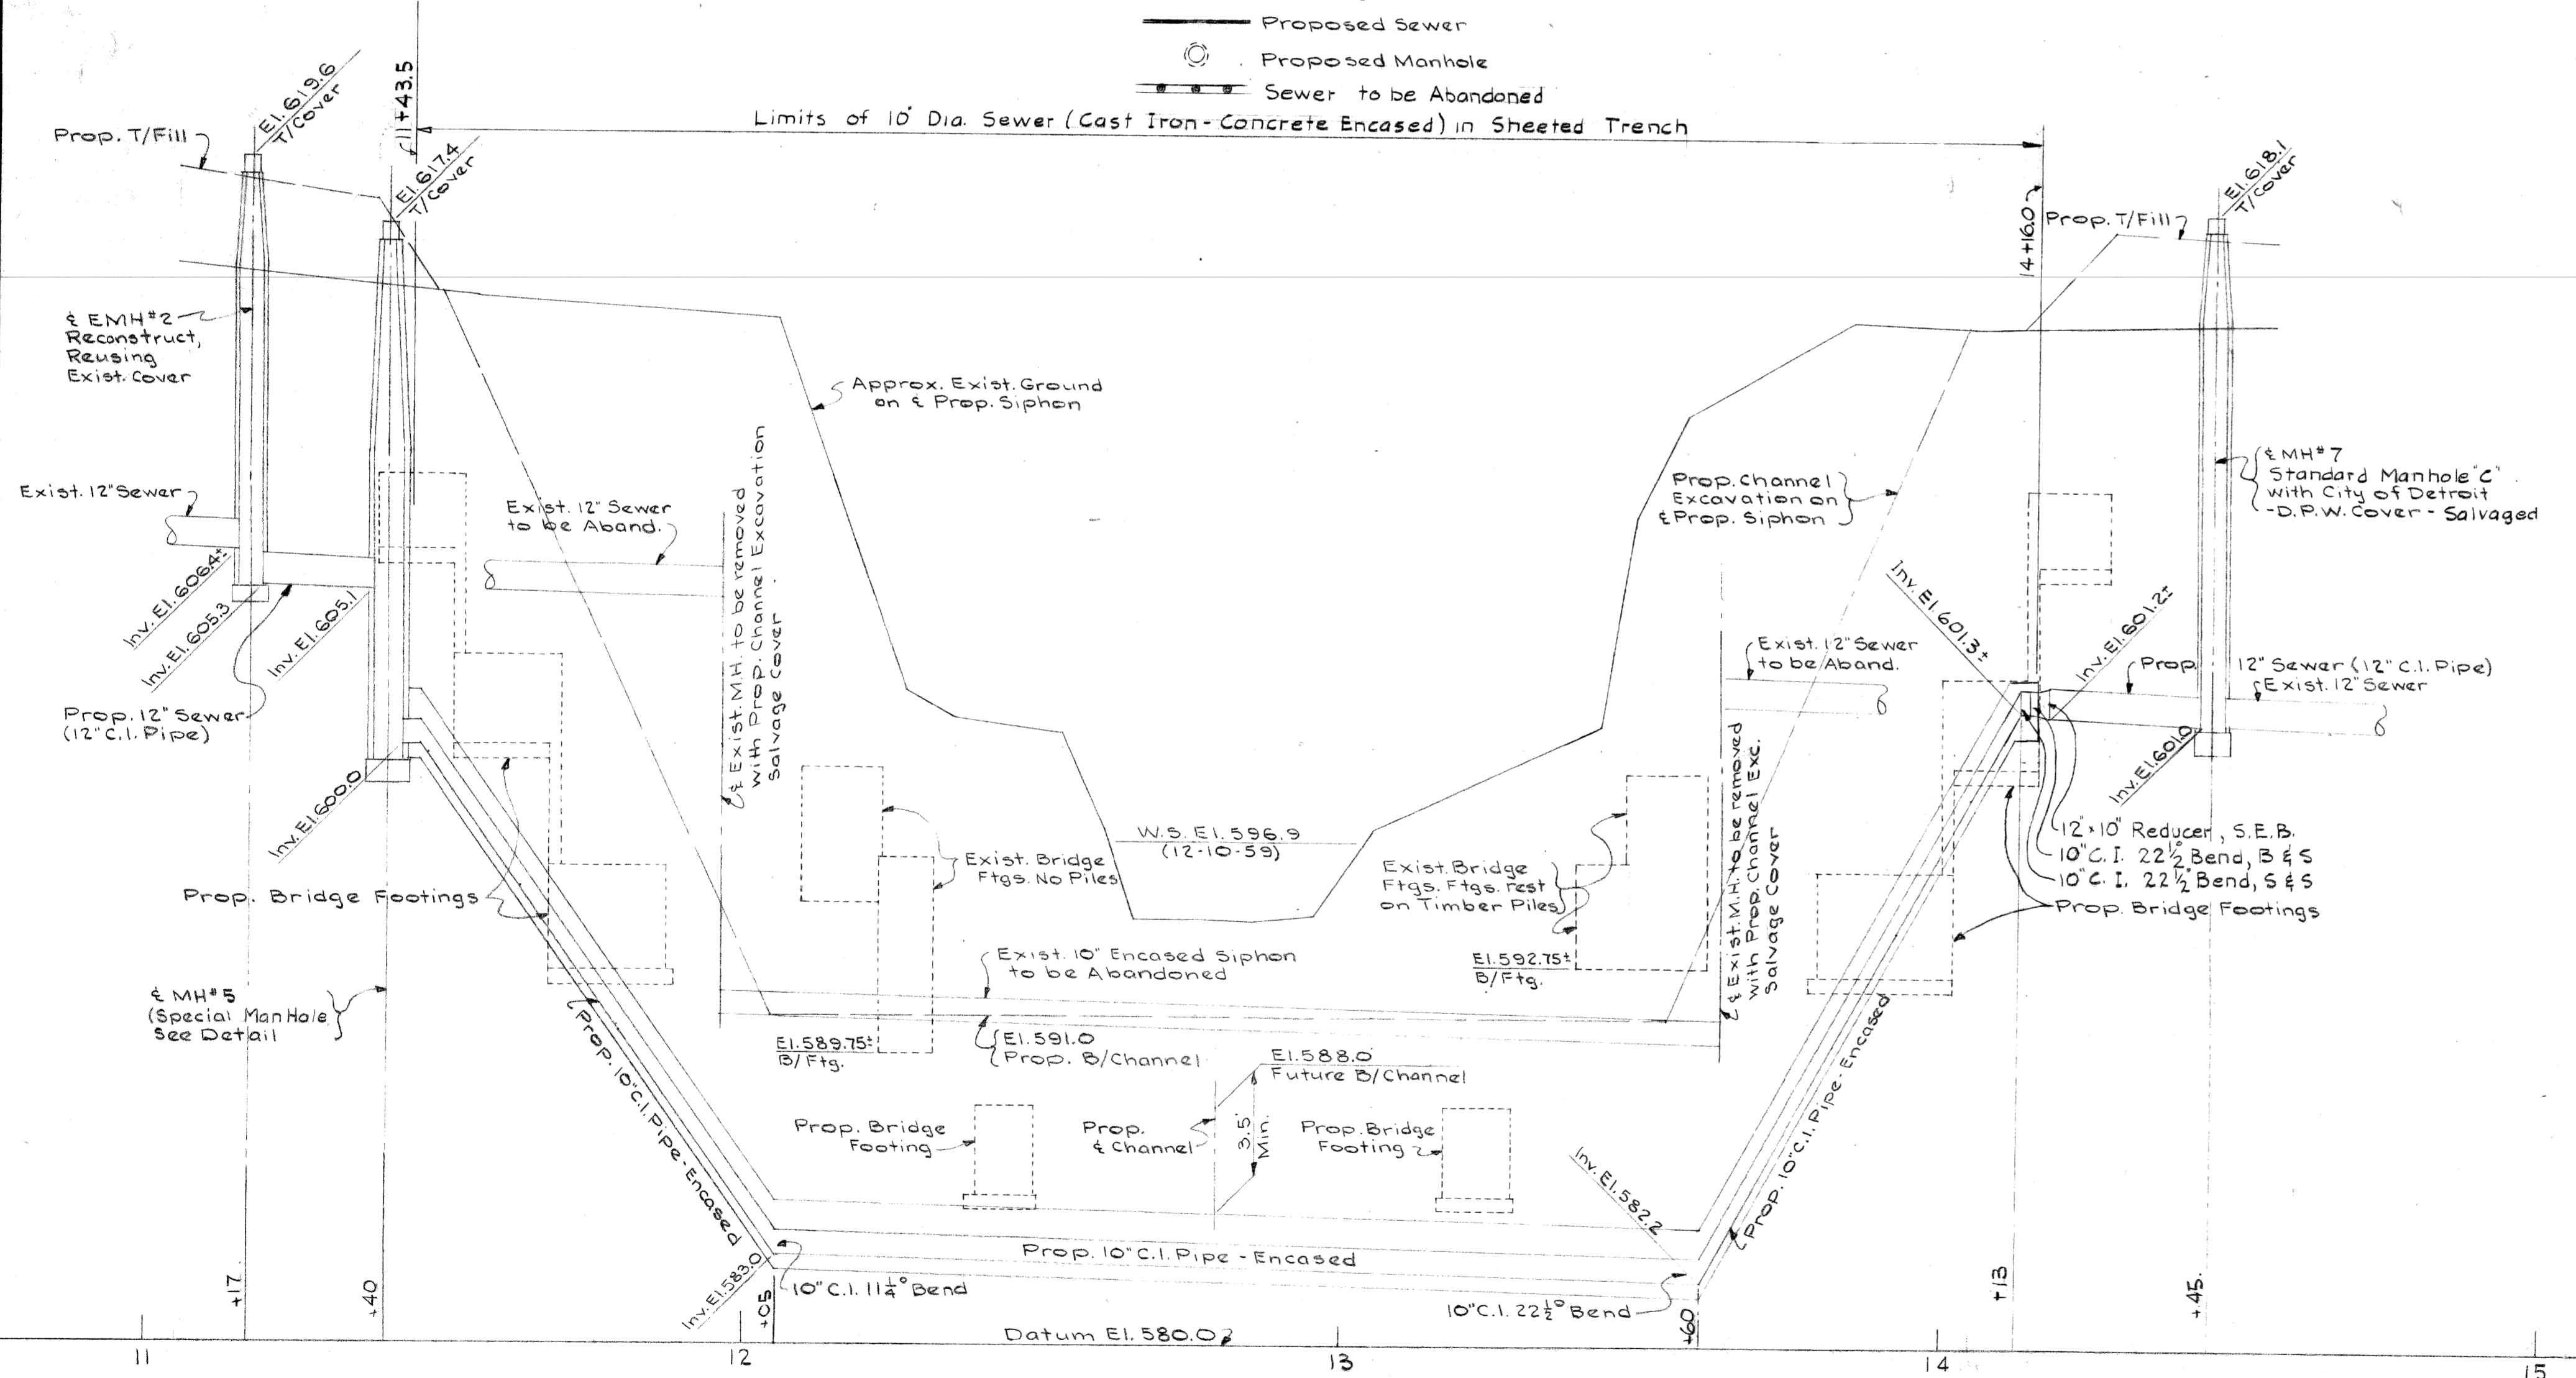 Proposed Sewer
Proposed Manhole
Sewer to be Abandoned
Limits of 10" Dia. Sewer (Cast Iron - Concrete Encased) in Sheeted Trench
11+43.5
14+16.0
Prop. T/Fill
El. 619.6
T/Cover
El. 617.4
T/Cover
Prop. T/Fill
El. 618.1
T/Cover
℄ EMH#2
Reconstruct,
Reusing
Exist. Cover
Approx. Exist. Ground
on ℄ Prop. Siphon
Exist. 12" Sewer
Exist. 12" Sewer
to be Aband.
℄ Exist. M.H. to be removed
with Prop. Channel Excavation
Salvage Cover
Prop. Channel
Excavation on
℄ Prop. Siphon
℄ MH#7
Standard Manhole "C"
with City of Detroit
-D.P.W. Cover - Salvaged
Inv. El. 606.4±
Inv. El. 605.3
Inv. El. 605.1
Prop. 12" Sewer
(12" C.I. Pipe)
Inv. El. 600.0
Inv. El. 601.3±
Inv. El. 601.2±
Exist. 12" Sewer
to be Aband.
Prop. 12" Sewer (12" C.I. Pipe)
Exist. 12" Sewer
Inv. El. 601.0
12"x10" Reducer, S.E.B.
10" C.I. 22½° Bend, B & S
10" C.I. 22½° Bend, S & S
Prop. Bridge Footings
Prop. Bridge Footings
W.S. El. 596.9
(12-10-59)
Exist. Bridge
Ftgs. No Piles
Exist. Bridge
Ftgs. Ftgs. rest
on Timber Piles
℄ Exist. M.H. to be removed
with Prop. Channel Exc.
Salvage Cover
El. 592.75±
B/Ftg.
Exist. 10" Encased Siphon
to be Abandoned
℄ MH#5
(Special ManHole
See Detail
El. 589.75±
B/Ftg.
El. 591.0
Prop. B/Channel
El. 588.0
Future B/Channel
Prop. 10" C.I. Pipe - Encased
Prop. Bridge
Footing
Prop.
℄ Channel
3.5'
Min.
Prop. Bridge
Footing
Inv. El. 582.2
Prop. 10" C.I. Pipe - Encased
Prop. 10" C.I. Pipe - Encased
Inv. El. 583.0
10" C.I. 11¼° Bend
10" C.I. 22½° Bend
+17
+40
+05
+60
+13
+45
Datum El. 580.0
11
12
13
14
15